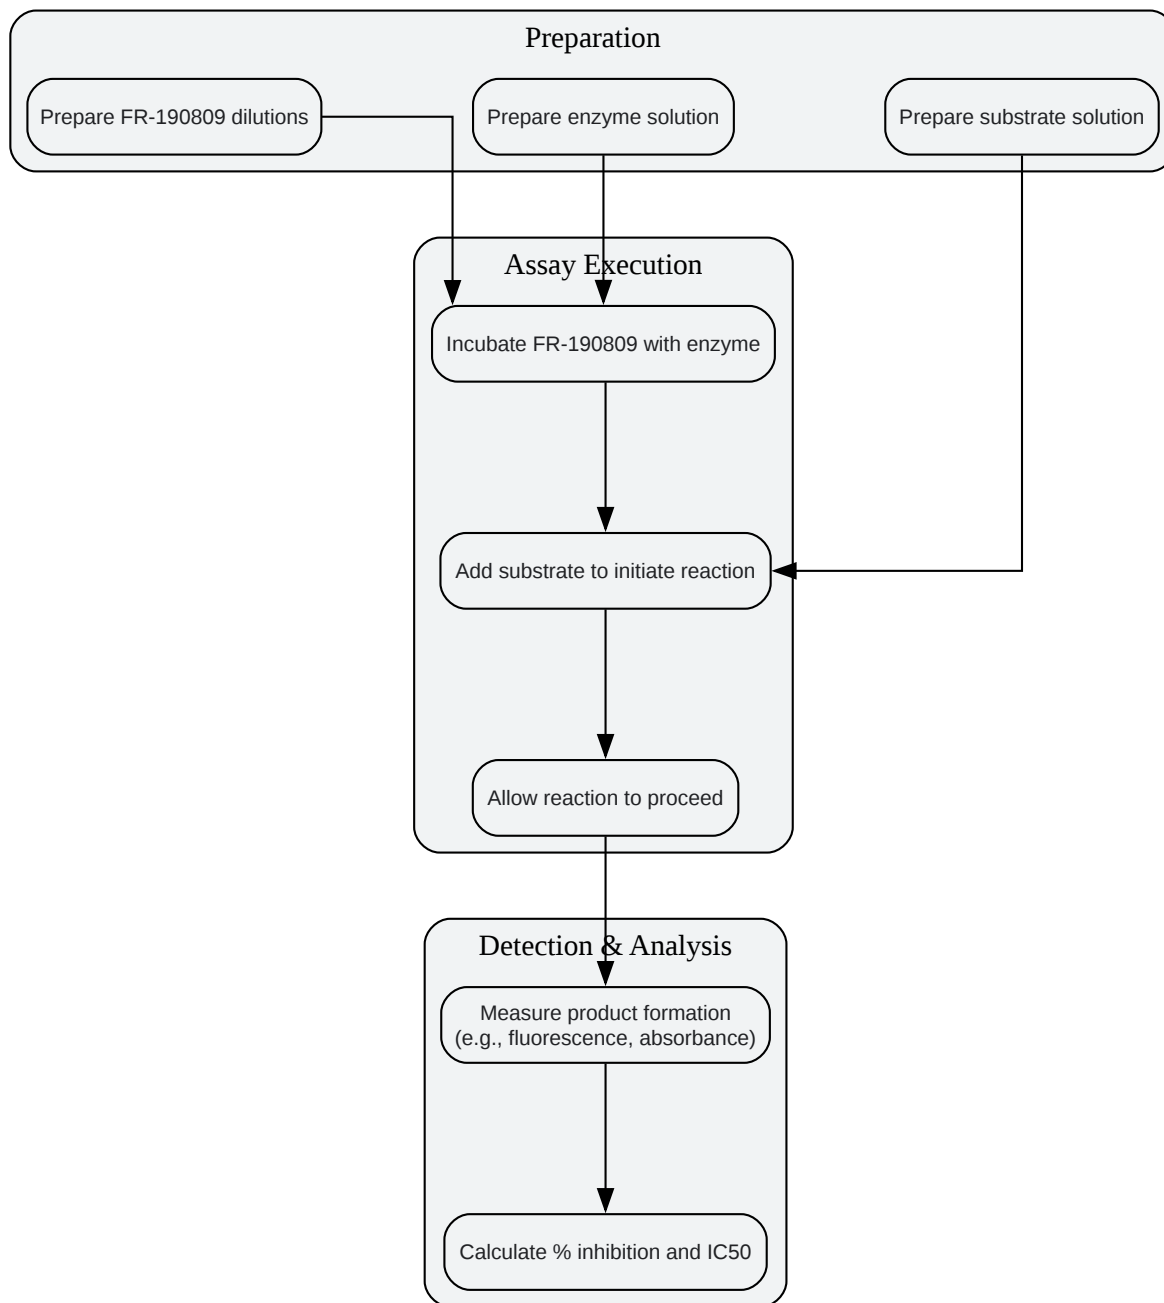 Preparation
Prepare FR-190809 dilutions
Prepare enzyme solution
Prepare substrate solution
Assay Execution
Incubate FR-190809 with enzyme
Add substrate to initiate reaction
Allow reaction to proceed
Detection & Analysis
Measure product formation
(e.g., fluorescence, absorbance)
Calculate % inhibition and IC50